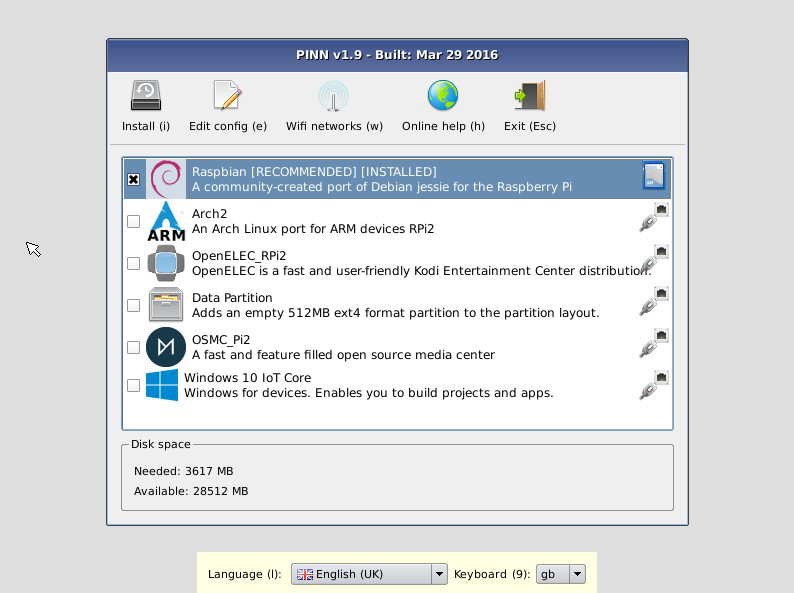 PINN v1.9 - Built: Mar 29 2016
Install (i)
Edit config (e)
Wifi networks (w)
Online help (h)
Exit (Esc)
Raspbian [RECOMMENDED] [INSTALLED]
A community-created port of Debian jessie for the Raspberry Pi
Arch2
An Arch Linux port for ARM devices RPi2
ARM
OpenELEC_RPi2
OpenELEC is a fast and user-friendly Kodi Entertainment Center distribution.
Data Partition
Adds an empty 512MB ext4 format partition to the partition layout.
OSMC_Pi2
A fast and feature filled open source media center
Windows 10 IoT Core
Windows for devices. Enables you to build projects and apps.
Disk space
Needed: 3617 MB
Available: 28512 MB
Language (l): English (UK) Keyboard (9): gb